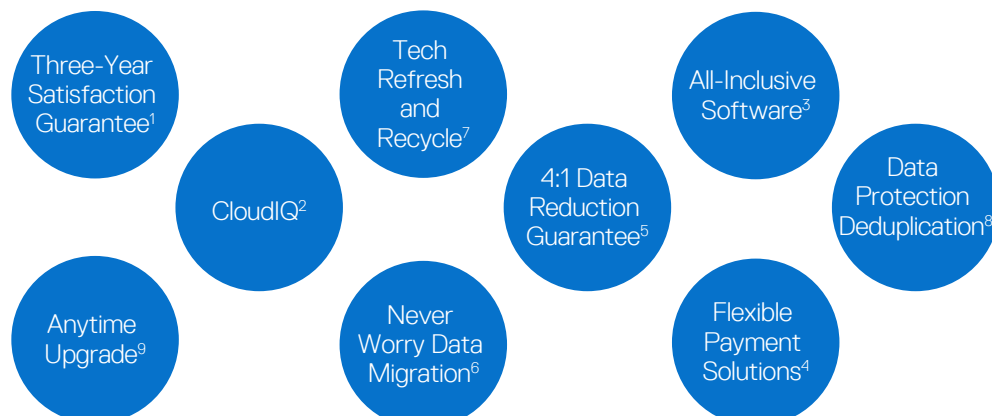 Three-Year
Satisfaction
Guarantee¹
Tech
Refresh
and
Recycle⁷
All-Inclusive
Software³
CloudIQ²
4:1 Data
Reduction
Guarantee⁵
Data
Protection
Deduplication⁸
Anytime
Upgrade⁹
Never
Worry Data
Migration⁶
Flexible
Payment
Solutions⁴